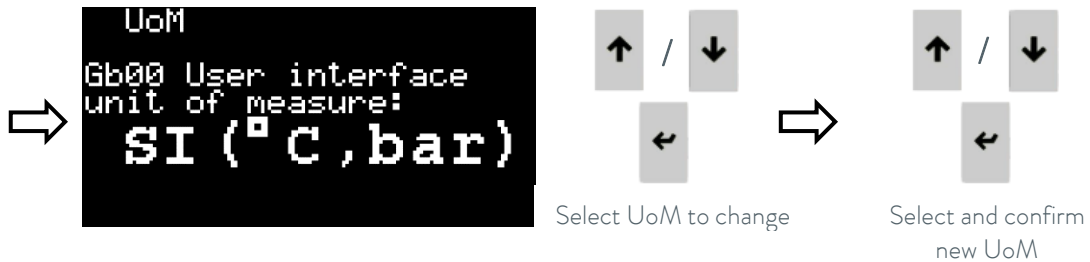 UoM
Gb00 User interface
unit of measure:
SI(°C,bar)
↑ / ↓
↵
Select UoM to change
↑ / ↓
↵
Select and confirm
new UoM